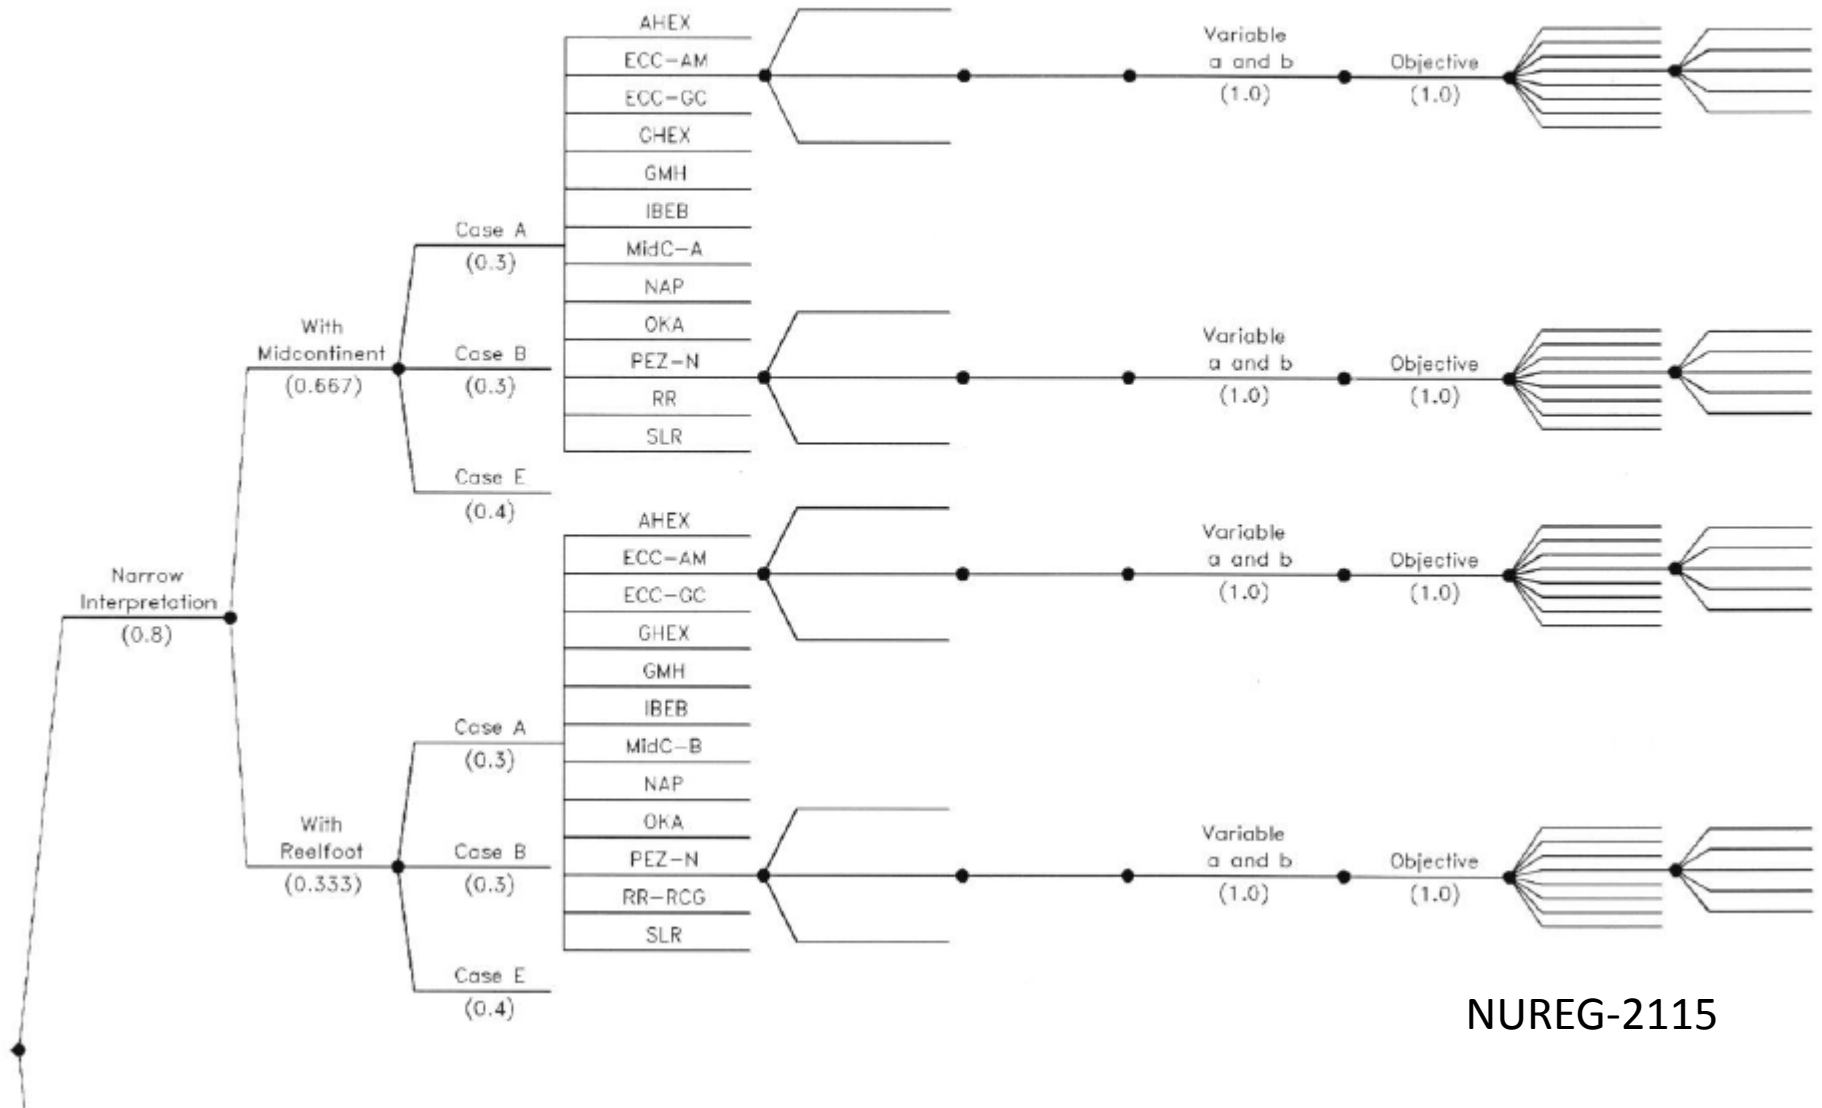 AHEX
ECC-AM
ECC-GC
GHEX
GMH
IBEB
MidC-A
NAP
OKA
PEZ-N
RR
SLR
Variable
a and b
(1.0)
Objective
(1.0)
Variable
a and b
(1.0)
Objective
(1.0)
Case A
(0.3)
With
Midcontinent
(0.667)
Case B
(0.3)
Case E
(0.4)
Narrow
Interpretation
(0.8)
AHEX
ECC-AM
ECC-GC
GHEX
GMH
IBEB
MidC-B
NAP
OKA
PEZ-N
RR-RCG
SLR
Variable
a and b
(1.0)
Objective
(1.0)
Variable
a and b
(1.0)
Objective
(1.0)
Case A
(0.3)
With
Reelfoot
(0.333)
Case B
(0.3)
Case E
(0.4)
NUREG-2115